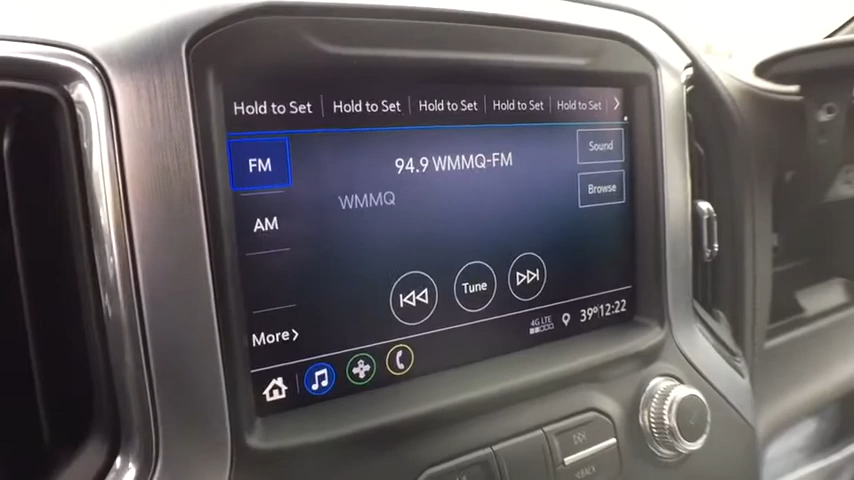 Hold to Set Hold to Set Hold to Set Hold to Set Hold to Set >
FM 94.9 WMMQ-FM Sound
WMMQ Browse
AM
Tune
More >
4G LTE 39° 12:22
BACK